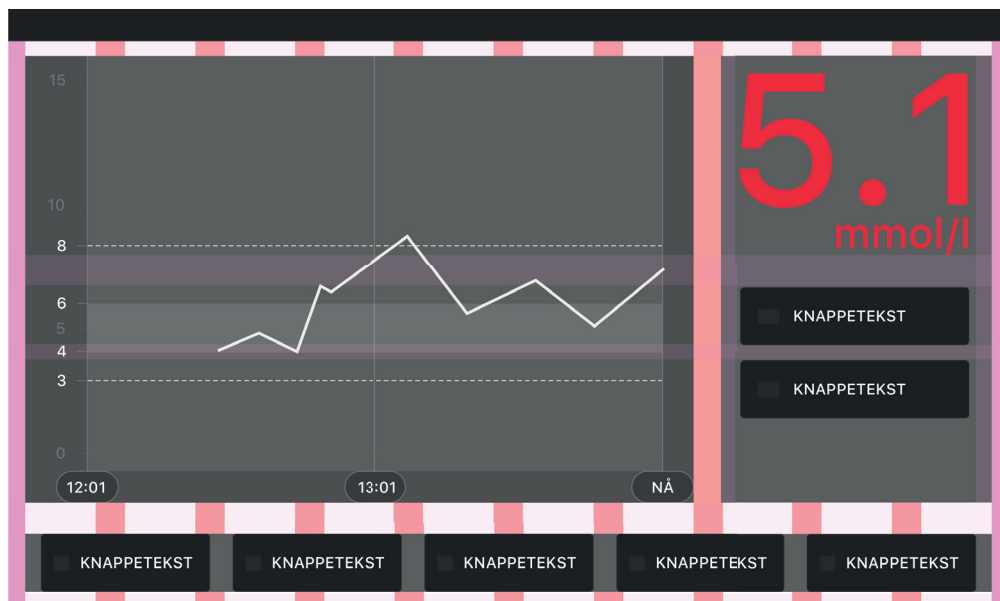 15
10
8
6
5
4
3
0
12:01
13:01
NÅ
5.1
mmol/l
KNAPPETEKST
KNAPPETEKST
KNAPPETEKST
KNAPPETEKST
KNAPPETEKST
KNAPPETEKST
KNAPPETEKST